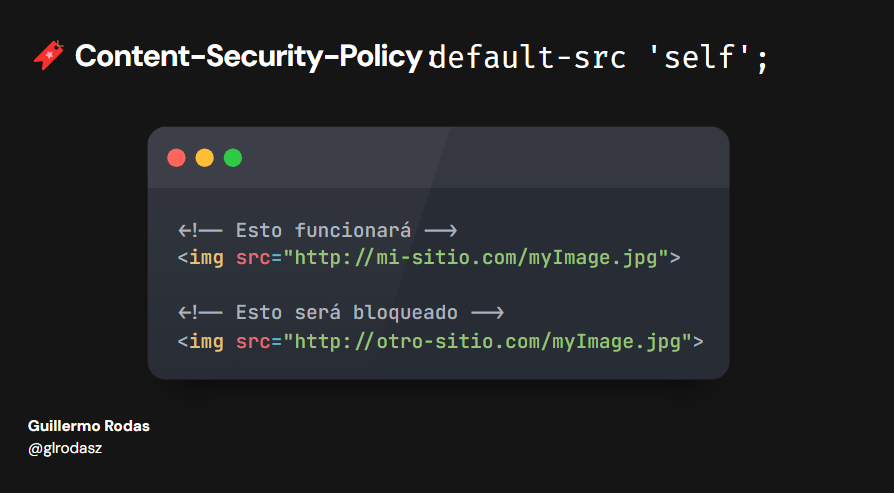 Content-Security-Policy: default-src 'self';
<!-- Esto funcionará -->
<img src="http://mi-sitio.com/myImage.jpg">
<!-- Esto será bloqueado -->
<img src="http://otro-sitio.com/myImage.jpg">
Guillermo Rodas
@glrodasz